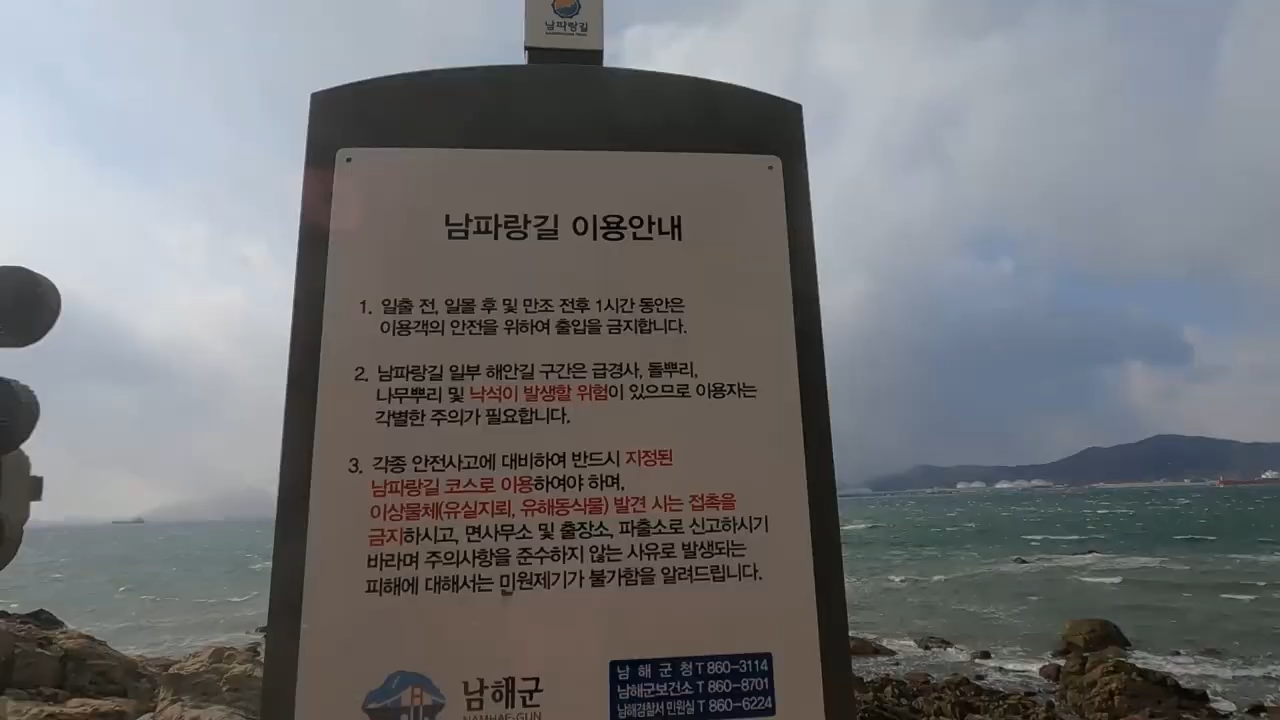 남파랑길
남파랑길 이용안내
1. 일출 전, 일몰 후 및 만조 전후 1시간 동안은
이용객의 안전을 위하여 출입을 금지합니다.
2. 남파랑길 일부 해안길 구간은 급경사, 돌뿌리,
나무뿌리 및 낙석이 발생할 위험이 있으므로 이용자는
각별한 주의가 필요합니다.
3. 각종 안전사고에 대비하여 반드시 지정된
남파랑길 코스로 이용하여야 하며,
이상물체(유실지뢰, 유해동식물) 발견 시는 접촉을
금지하시고, 면사무소 및 출장소, 파출소로 신고하시기
바라며 주의사항을 준수하지 않는 사유로 발생되는
피해에 대해서는 민원제기가 불가함을 알려드립니다.
남해군
NAMHAE-GUN
남해군청 T 860-3114
남해군보건소 T 860-8701
남해경찰서 민원실 T 860-6224